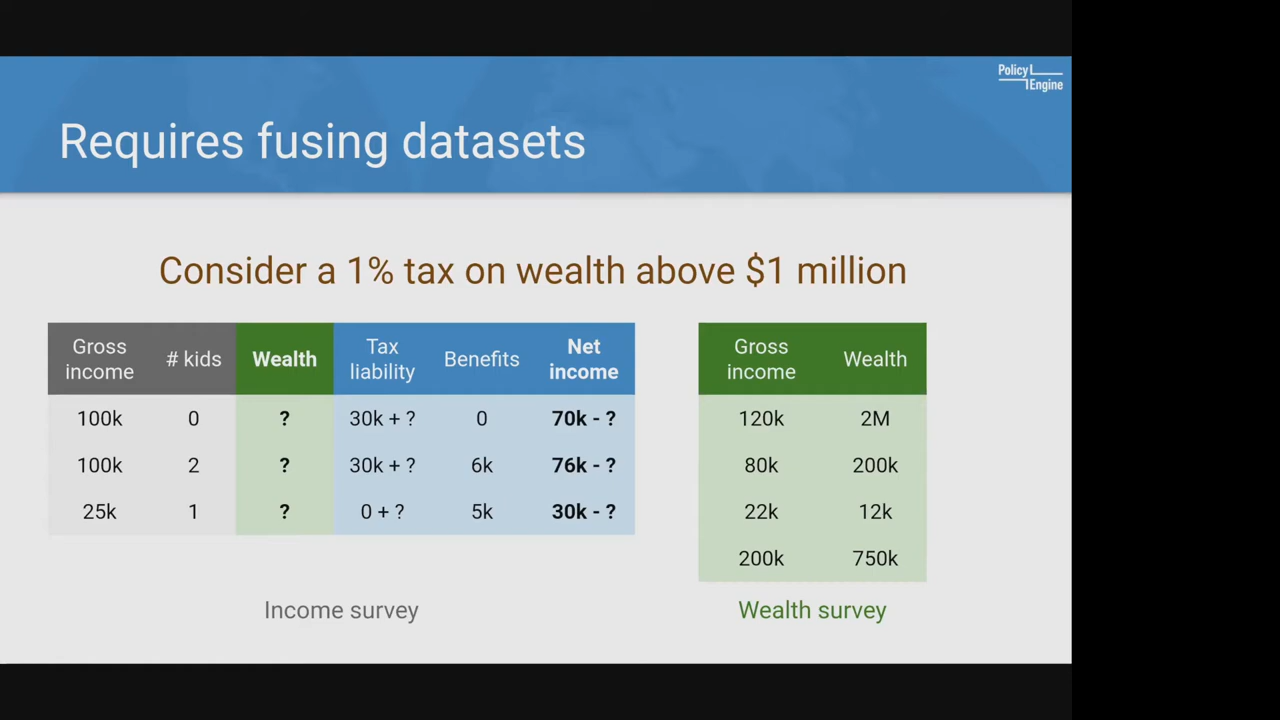 Policy
Engine
Requires fusing datasets
Consider a 1% tax on wealth above $1 million
Gross income # kids Wealth Tax liability Benefits Net income
100k 0 ? 30k + ? 0 70k - ?
100k 2 ? 30k + ? 6k 76k - ?
25k 1 ? 0 + ? 5k 30k - ?
Income survey
Gross income Wealth
120k 2M
80k 200k
22k 12k
200k 750k
Wealth survey